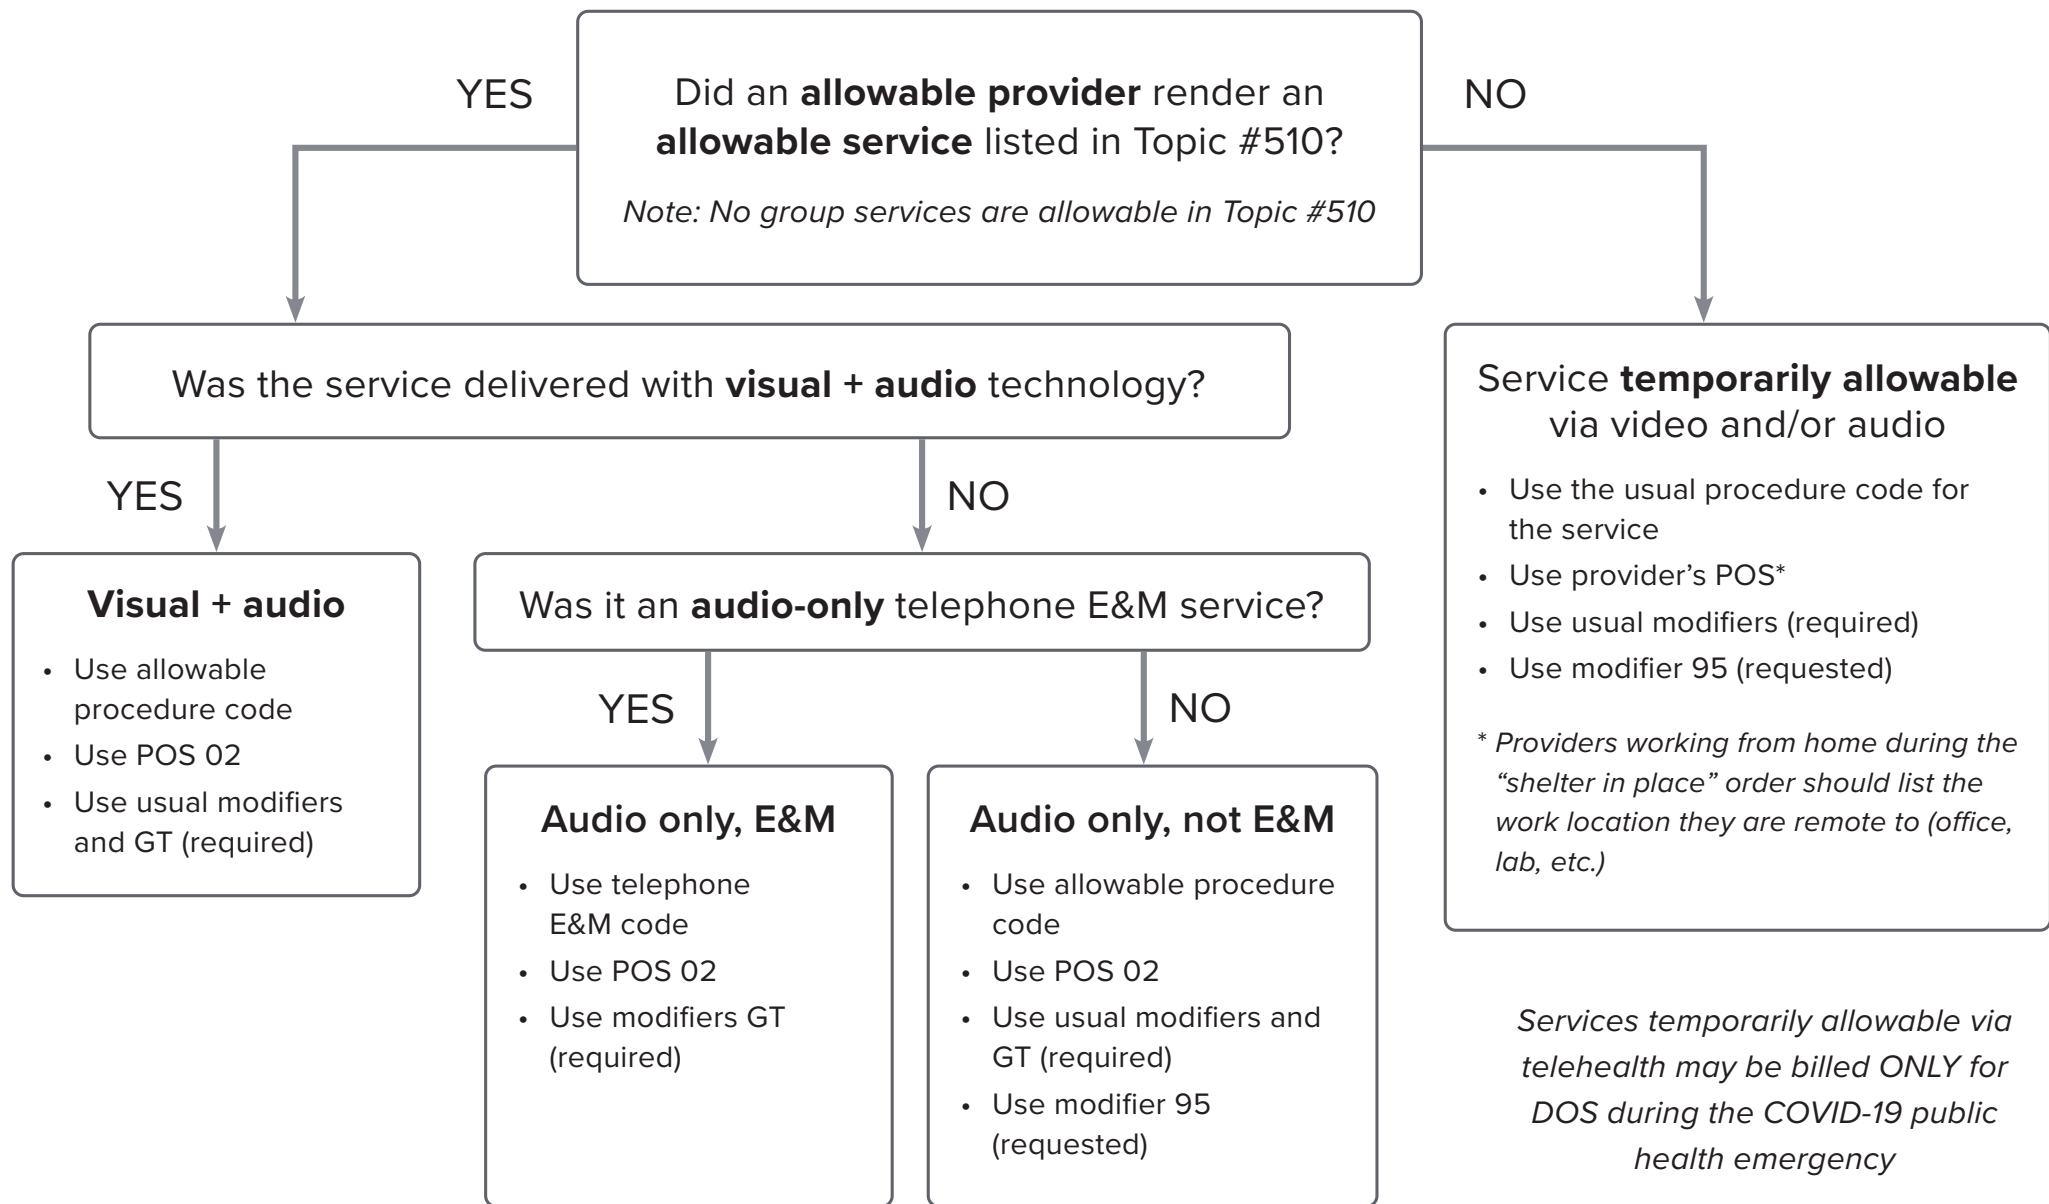 YES
Did an allowable provider render an
allowable service listed in Topic #510?
Note: No group services are allowable in Topic #510
NO
Was the service delivered with visual + audio technology?
YES
NO
Visual + audio
• Use allowable
procedure code
• Use POS 02
• Use usual modifiers
and GT (required)
Was it an audio-only telephone E&M service?
YES
NO
Audio only, E&M
• Use telephone
E&M code
• Use POS 02
• Use modifiers GT
(required)
Audio only, not E&M
• Use allowable procedure
code
• Use POS 02
• Use usual modifiers and
GT (required)
• Use modifier 95
(requested)
Service temporarily allowable
via video and/or audio
• Use the usual procedure code for
the service
• Use provider’s POS*
• Use usual modifiers (required)
• Use modifier 95 (requested)
* Providers working from home during the
“shelter in place” order should list the
work location they are remote to (office,
lab, etc.)
Services temporarily allowable via
telehealth may be billed ONLY for
DOS during the COVID-19 public
health emergency